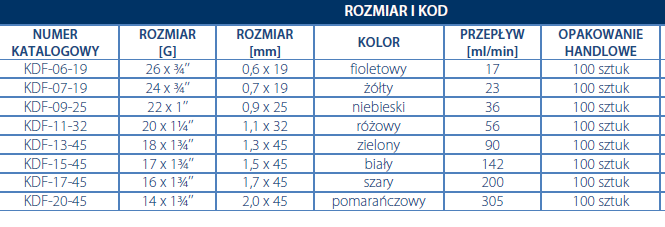 ROZMIAR I KOD
NUMER KATALOGOWY ROZMIAR [G] ROZMIAR [mm] KOLOR PRZEPŁYW [ml/min] OPAKOWANIE HANDLOWE
KDF-06-19 26 x ¾” 0,6 x 19 fioletowy 17 100 sztuk
KDF-07-19 24 x ¾” 0,7 x 19 żółty 23 100 sztuk
KDF-09-25 22 x 1” 0,9 x 25 niebieski 36 100 sztuk
KDF-11-32 20 x 1¼” 1,1 x 32 różowy 56 100 sztuk
KDF-13-45 18 x 1¾” 1,3 x 45 zielony 90 100 sztuk
KDF-15-45 17 x 1¾” 1,5 x 45 biały 142 100 sztuk
KDF-17-45 16 x 1¾” 1,7 x 45 szary 200 100 sztuk
KDF-20-45 14 x 1¾” 2,0 x 45 pomarańczowy 305 100 sztuk